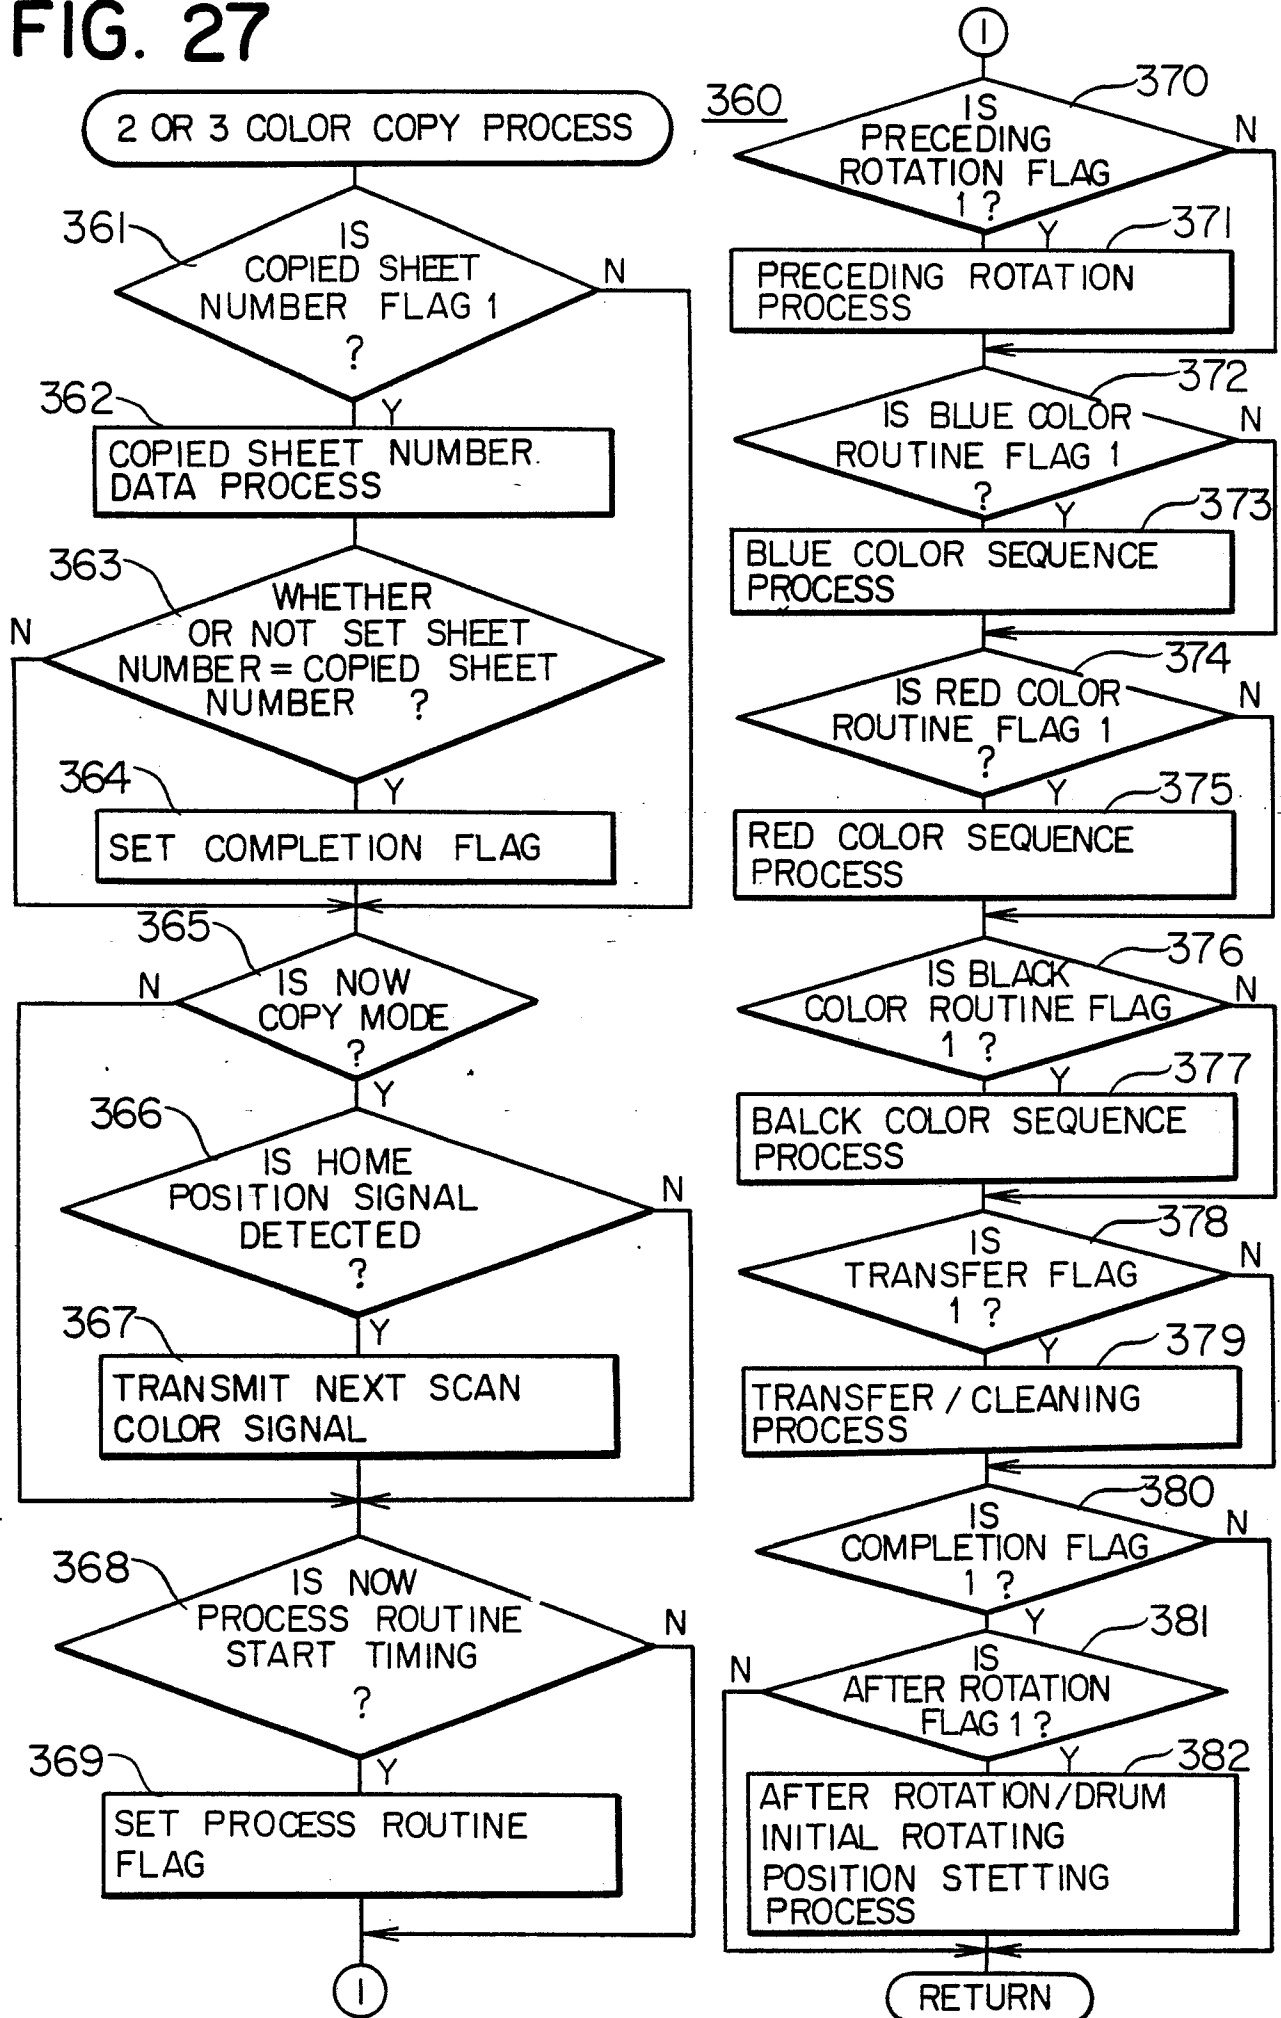 FIG. 27
2 OR 3 COLOR COPY PROCESS
361
IS
COPIED SHEET
NUMBER FLAG 1
?
N
Y
362
COPIED SHEET NUMBER
DATA PROCESS
363
WHETHER
OR NOT SET SHEET
NUMBER = COPIED SHEET
NUMBER ?
N
Y
364
SET COMPLETION FLAG
365
IS NOW
COPY MODE
?
N
Y
366
IS HOME
POSITION SIGNAL
DETECTED
?
N
Y
367
TRANSMIT NEXT SCAN
COLOR SIGNAL
368
IS NOW
PROCESS ROUTINE
START TIMING
?
N
Y
369
SET PROCESS ROUTINE
FLAG
1
1
360
370
IS
PRECEDING
ROTATION FLAG
1 ?
N
Y
371
PRECEDING ROTATION
PROCESS
372
IS BLUE COLOR
ROUTINE FLAG 1
?
N
Y
373
BLUE COLOR SEQUENCE
PROCESS
374
IS RED COLOR
ROUTINE FLAG 1
?
N
Y
375
RED COLOR SEQUENCE
PROCESS
376
IS BLACK
COLOR ROUTINE FLAG
1 ?
N
Y
377
BALCK COLOR SEQUENCE
PROCESS
378
IS
TRANSFER FLAG
1 ?
N
Y
379
TRANSFER / CLEANING
PROCESS
380
IS
COMPLETION FLAG
1 ?
N
Y
381
IS
AFTER ROTATION
FLAG 1 ?
N
Y
382
AFTER ROTATION/DRUM
INITIAL ROTATING
POSITION STETTING
PROCESS
RETURN